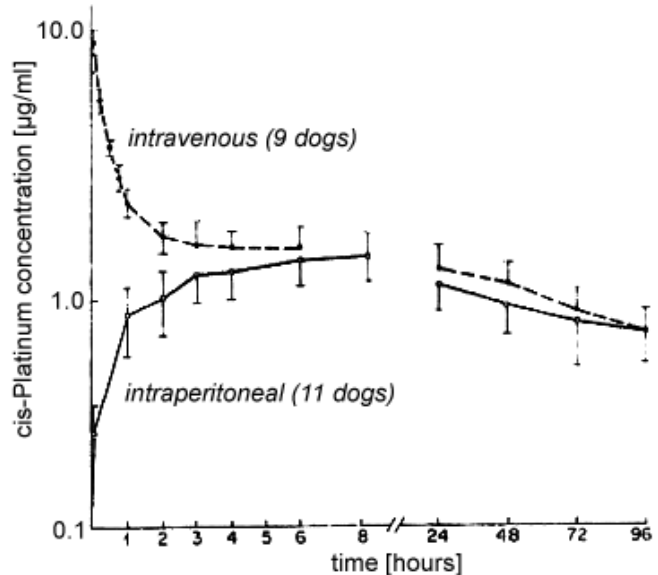 cis-Platinum concentration [µg/ml]
10.0
intravenous (9 dogs)
1.0
intraperitoneal (11 dogs)
0.1
1 2 3 4 5 6 8 24 48 72 96
time [hours]